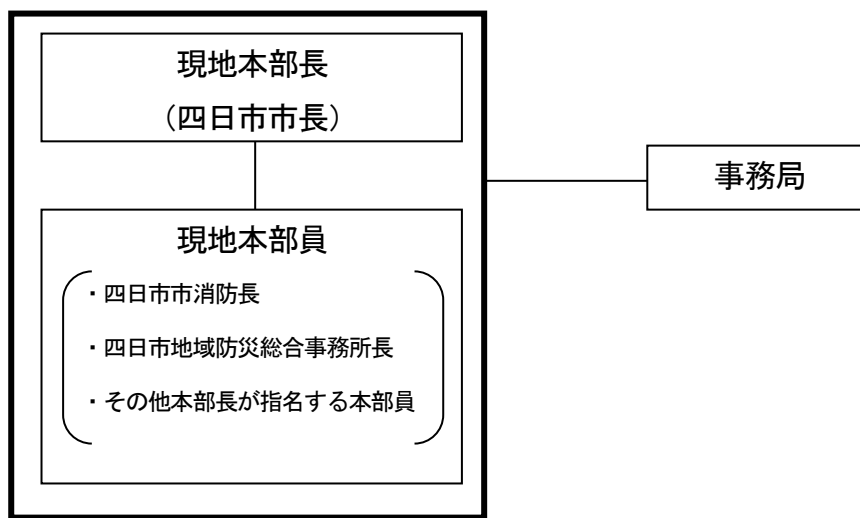 現地本部長
(四日市市長)
事務局
現地本部員
・四日市市消防長
・四日市地域防災総合事務所長
・その他本部長が指名する本部員